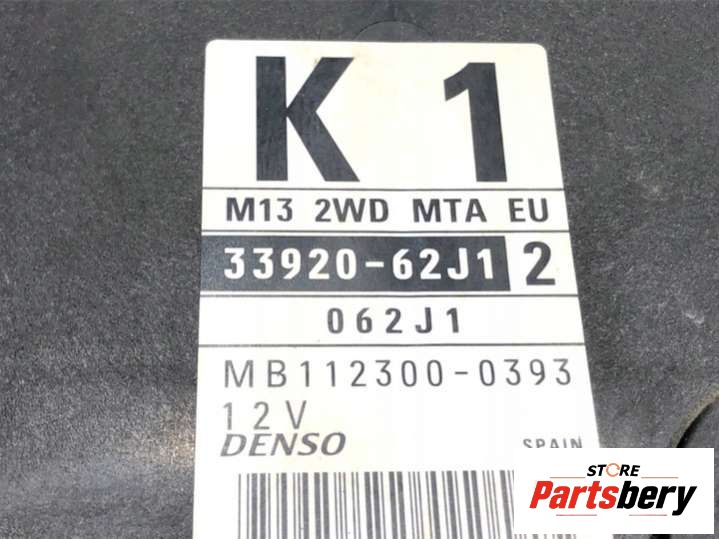 K 1
M13 2WD MTA EU
33920-62J1 2
062J1
MB112300-0393
12V
DENSO SPAIN
STORE
Partsbery